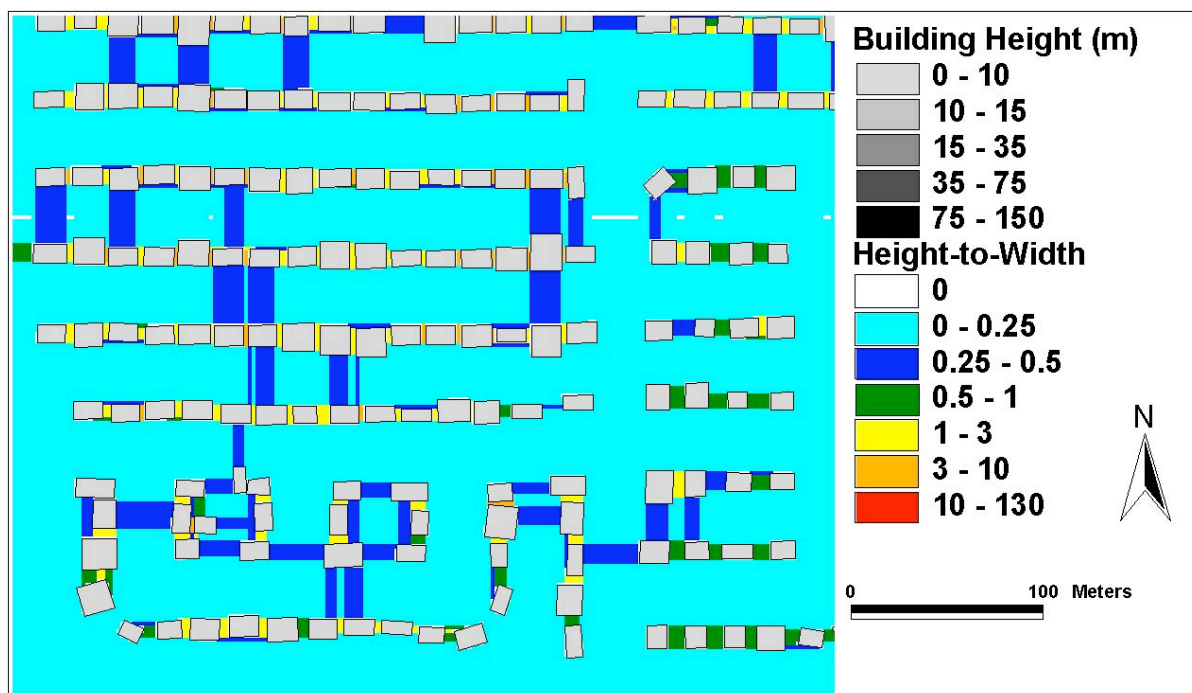 Building Height (m)
0 - 10
10 - 15
15 - 35
35 - 75
75 - 150
Height-to-Width
0
0 - 0.25
0.25 - 0.5
0.5 - 1
1 - 3
3 - 10
10 - 130
N
0 100 Meters